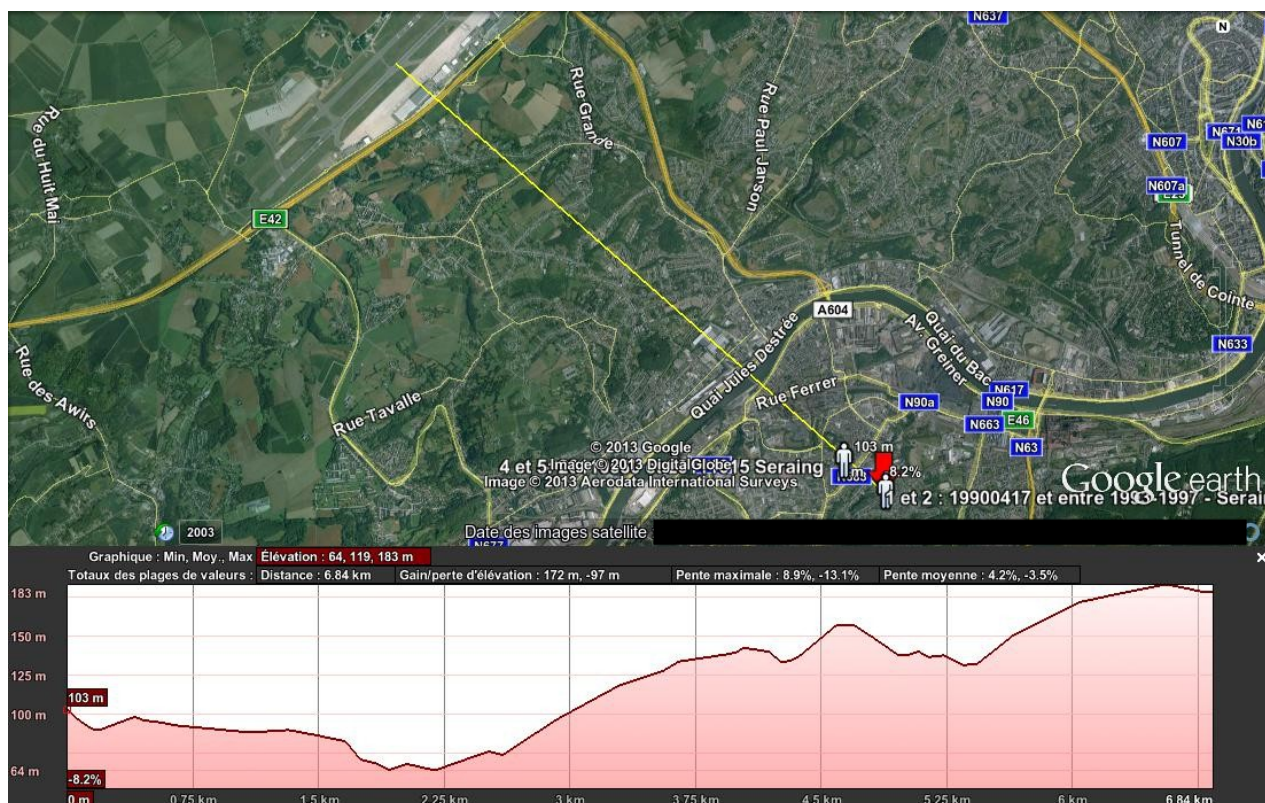 N637
N
Rue du Huit Mai
Rue Grande
Rue Paul Janson
N671
N61
N607
N30b
N607a
E25
E42
Tunnel de Cointe
A604
Quai du Bac
Av. Greiner
N633
Quai Jules Destrée
Rue des Awirs
Rue Ferrer
N617
N90a
N90
E46
Rue Tavalle
N663
N63
© 2013 Google
103 m
4 et 5
Seraing
Image © 2013 DigitalGlobe
8.2%
Image © 2013 Aerodata International Surveys
Google earth
1 et 2 : 19900417 et entre 1993-1997 - Serai
2003
Date des images satellite
N677
Graphique : Min, Moy., Max Élévation : 64, 119, 183 m
Totaux des plages de valeurs : Distance : 6.84 km Gain/perte d'élévation : 172 m, -97 m Pente maximale : 8.9%, -13.1% Pente moyenne : 4.2%, -3.5%
183 m
150 m
125 m
103 m
100 m
64 m
-8.2%
0 m 0.75 km 1.5 km 2.25 km 3 km 3.75 km 4.5 km 5.25 km 6 km 6.84 km